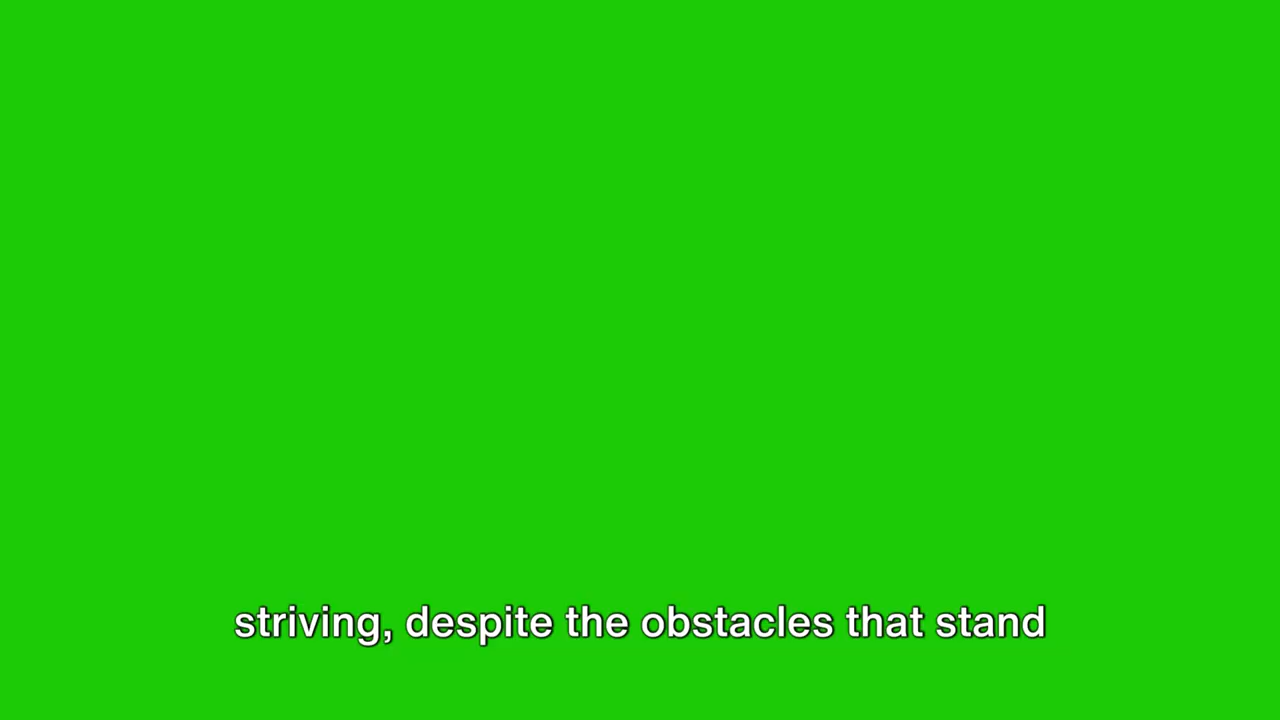 striving, despite the obstacles that stand